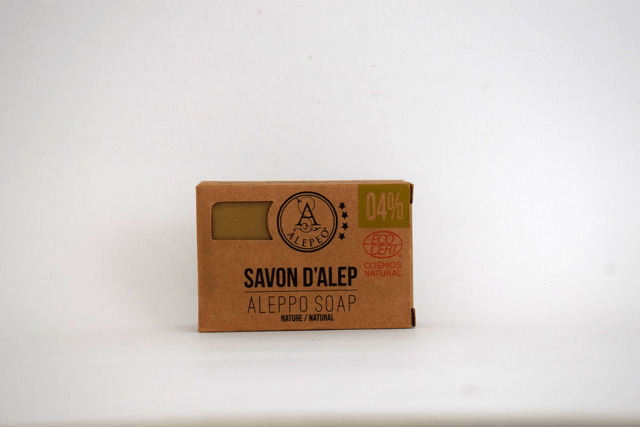 A
ALEPEO
04%
ECO
CERT
COSMOS
NATURAL
SAVON D'ALEP
ALEPPO SOAP
NATURE / NATURAL